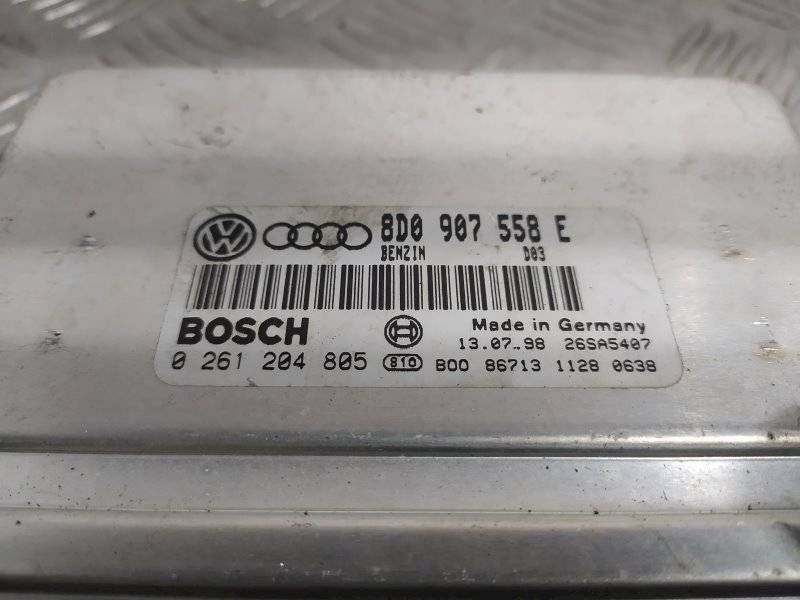 8D0 907 558 E
BENZIN D03
BOSCH
Made in Germany
13.07.98 26SA5407
0 261 204 805 810 B00 86713 1128 0638